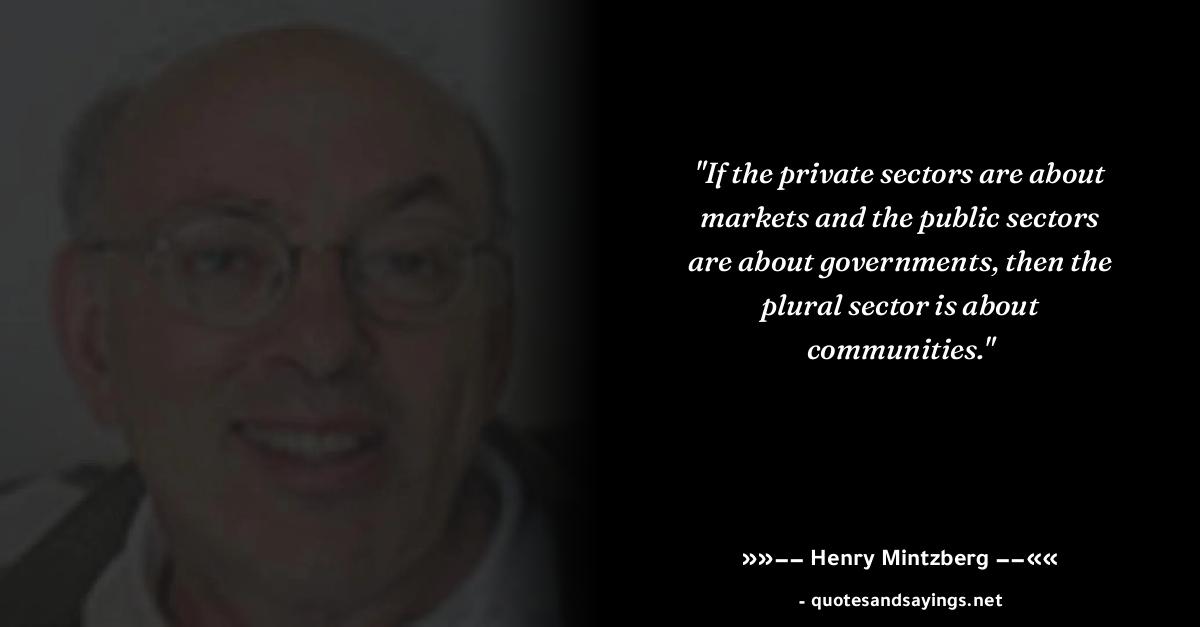 "If the private sectors are about
markets and the public sectors
are about governments, then the
plural sector is about
communities."
»»−− Henry Mintzberg −−««
- quotesandsayings.net